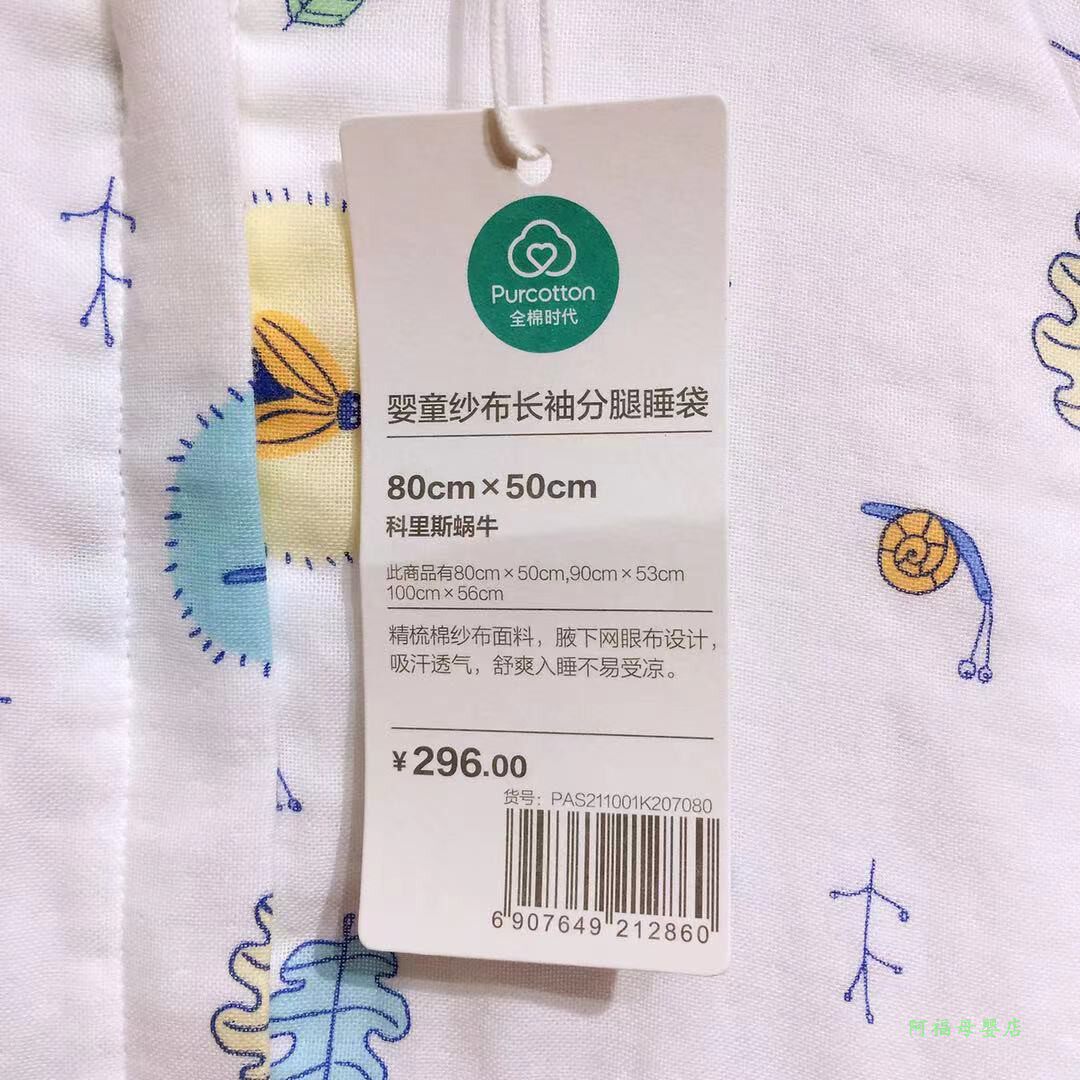 Purcotton
全棉时代
婴童纱布长袖分腿睡袋
80cm×50cm
科里斯蜗牛
此商品有80cm×50cm,90cm×53cm
100cm×56cm
精梳棉纱布面料，腋下网眼布设计，
吸汗透气，舒爽入睡不易受凉。
¥296.00
货号：PAS211001K207080
6 907649 212860
阿福母婴店